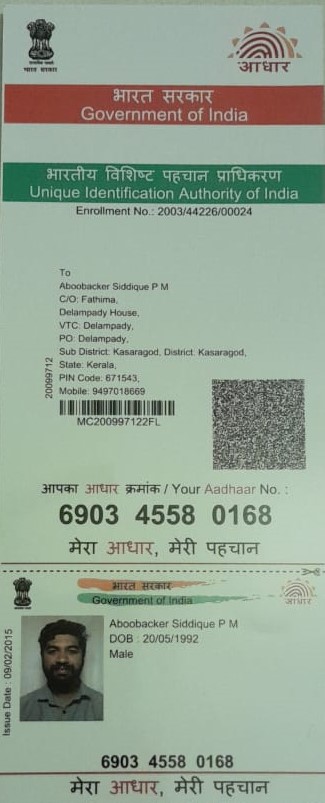 भारत सरकार
आधार
भारत सरकार
Government of India
भारतीय विशिष्ट पहचान प्राधिकरण
Unique Identification Authority of India
Enrollment No.: 2003/44226/00024
To
Aboobacker Siddique P M
C/O: Fathima,
Delampady House,
VTC: Delampady,
PO: Delampady,
Sub District: Kasaragod, District: Kasaragod,
State: Kerala,
PIN Code: 671543,
Mobile: 9497018669
20099712
MC200997122FL
आपका आधार क्रमांक / Your Aadhaar No. :
6903 4558 0168
मेरा आधार, मेरी पहचान
भारत सरकार
Government of India
आधार
Issue Date : 09/02/2015
Aboobacker Siddique P M
DOB : 20/05/1992
Male
6903 4558 0168
मेरा आधार, मेरी पहचान